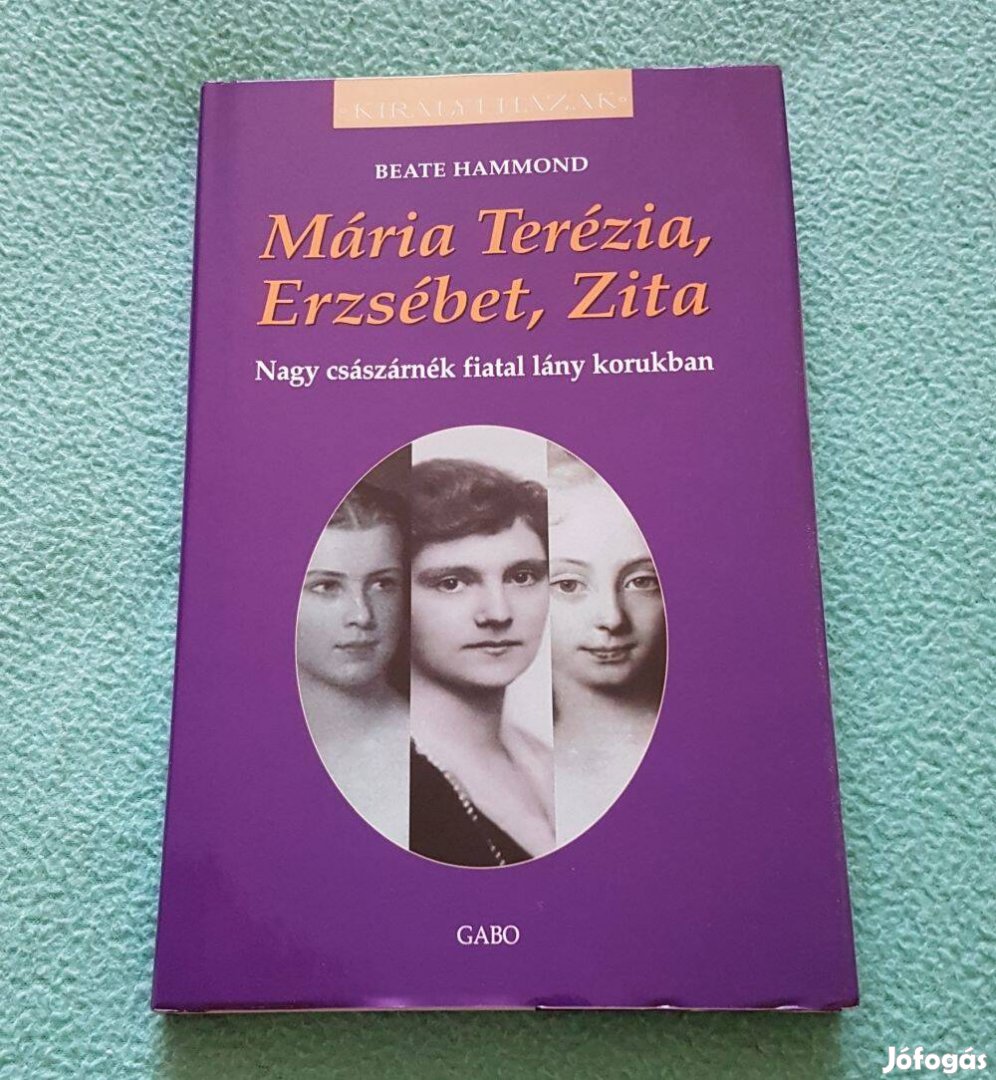 KIRÁLYI HÁZAK
BEATE HAMMOND
Mária Terézia,
Erzsébet, Zita
Nagy császárnék fiatal lány korukban
GABO
Jófogás